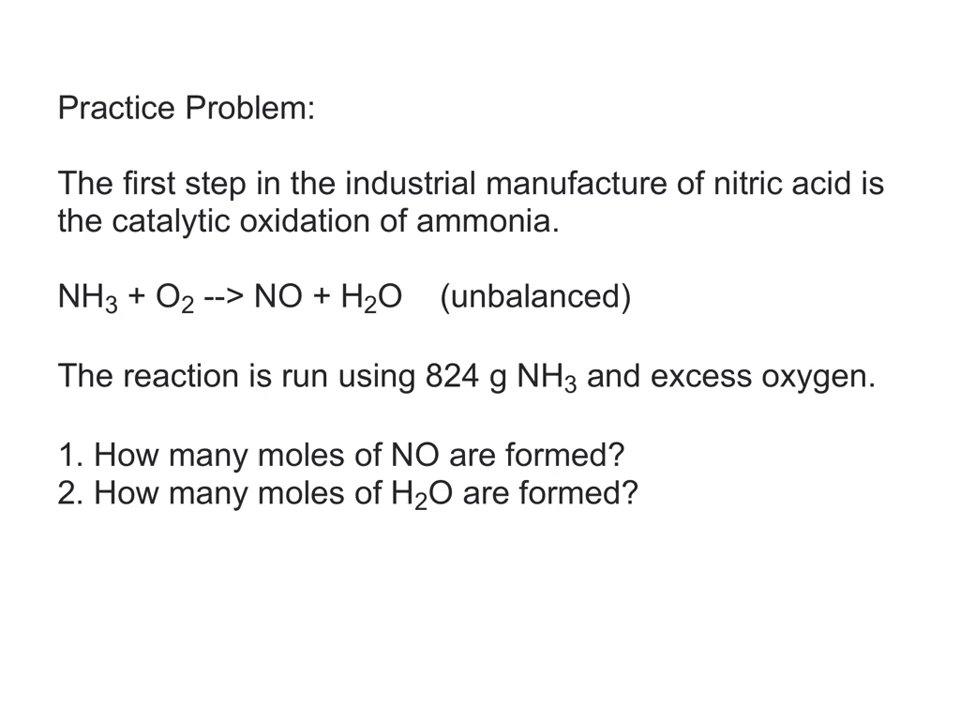 Practice Problem:
The first step in the industrial manufacture of nitric acid is
the catalytic oxidation of ammonia.
NH₃ + O₂ --> NO + H₂O (unbalanced)
The reaction is run using 824 g NH₃ and excess oxygen.
1. How many moles of NO are formed?
2. How many moles of H₂O are formed?